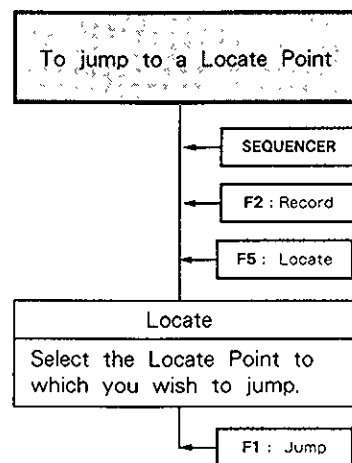 To jump to a Locate Point
SEQUENCER
F2 : Record
F5 : Locate
Locate
Select the Locate Point to
which you wish to jump.
F1 : Jump